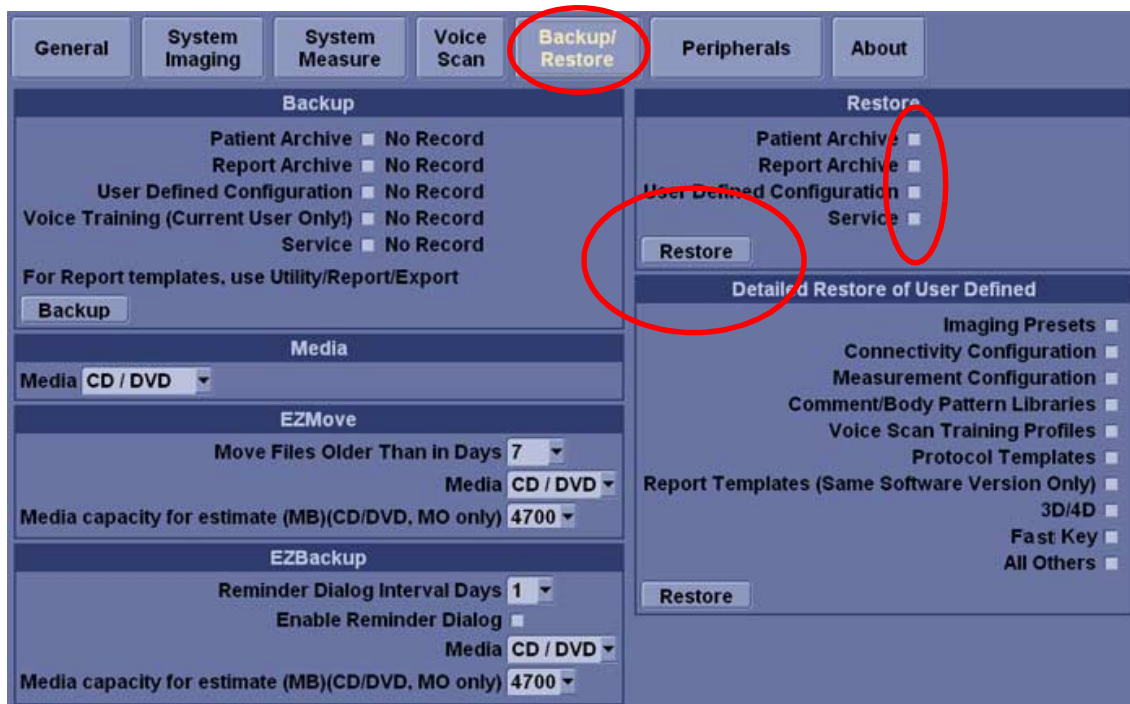 General
System
Imaging
System
Measure
Voice
Scan
Backup/
Restore
Peripherals
About
Backup
Patient Archive No Record
Report Archive No Record
User Defined Configuration No Record
Voice Training (Current User Only!) No Record
Service No Record
For Report templates, use Utility/Report/Export
Backup
Media
Media CD / DVD
EZMove
Move Files Older Than in Days 7
Media CD / DVD
Media capacity for estimate (MB)(CD/DVD, MO only) 4700
EZBackup
Reminder Dialog Interval Days 1
Enable Reminder Dialog
Media CD / DVD
Media capacity for estimate (MB)(CD/DVD, MO only) 4700
Restore
Patient Archive
Report Archive
User Defined Configuration
Service
Restore
Detailed Restore of User Defined
Imaging Presets
Connectivity Configuration
Measurement Configuration
Comment/Body Pattern Libraries
Voice Scan Training Profiles
Protocol Templates
Report Templates (Same Software Version Only)
3D/4D
Fast Key
All Others
Restore